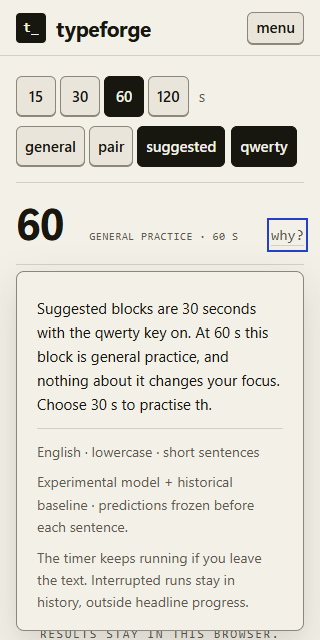 t_ typeforge menu
15 30 60 120 s
general pair suggested qwerty
60 GENERAL PRACTICE · 60 S why?
Suggested blocks are 30 seconds
with the qwerty key on. At 60 s this
block is general practice, and
nothing about it changes your focus.
Choose 30 s to practise th.
English · lowercase · short sentences
Experimental model + historical
baseline · predictions frozen before
each sentence.
The timer keeps running if you leave
the text. Interrupted runs stay in
history, outside headline progress.
RESULTS STAY IN THIS BROWSER.